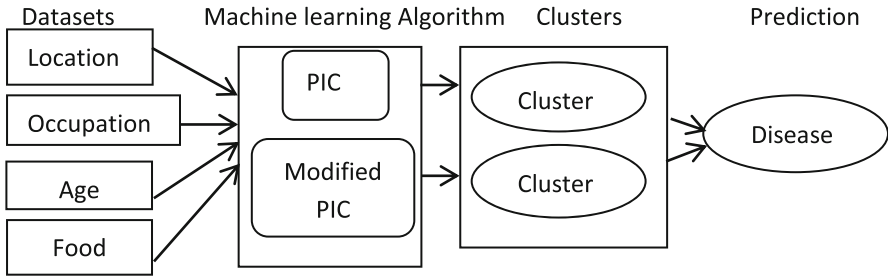 Datasets
Machine learning Algorithm
Clusters
Prediction
Location
Occupation
Age
Food
PIC
Modified
PIC
Cluster
Cluster
Disease